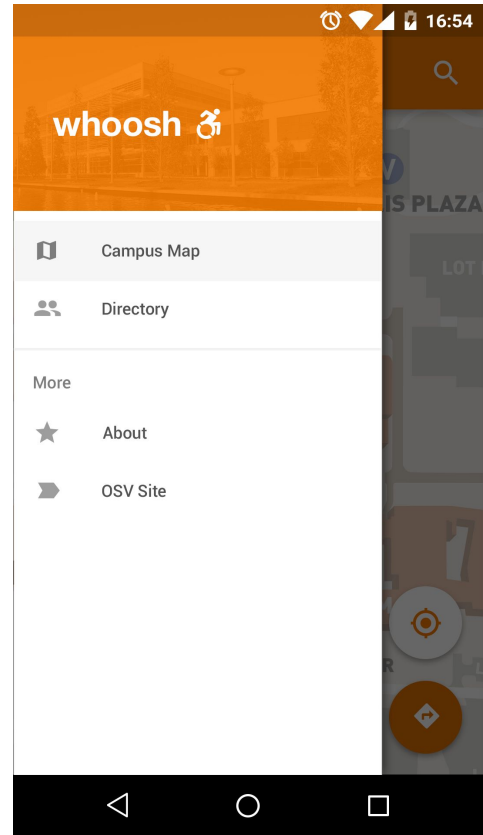 16:54
whoosh
IS PLAZA
LOT
Campus Map
Directory
More
About
OSV Site
R